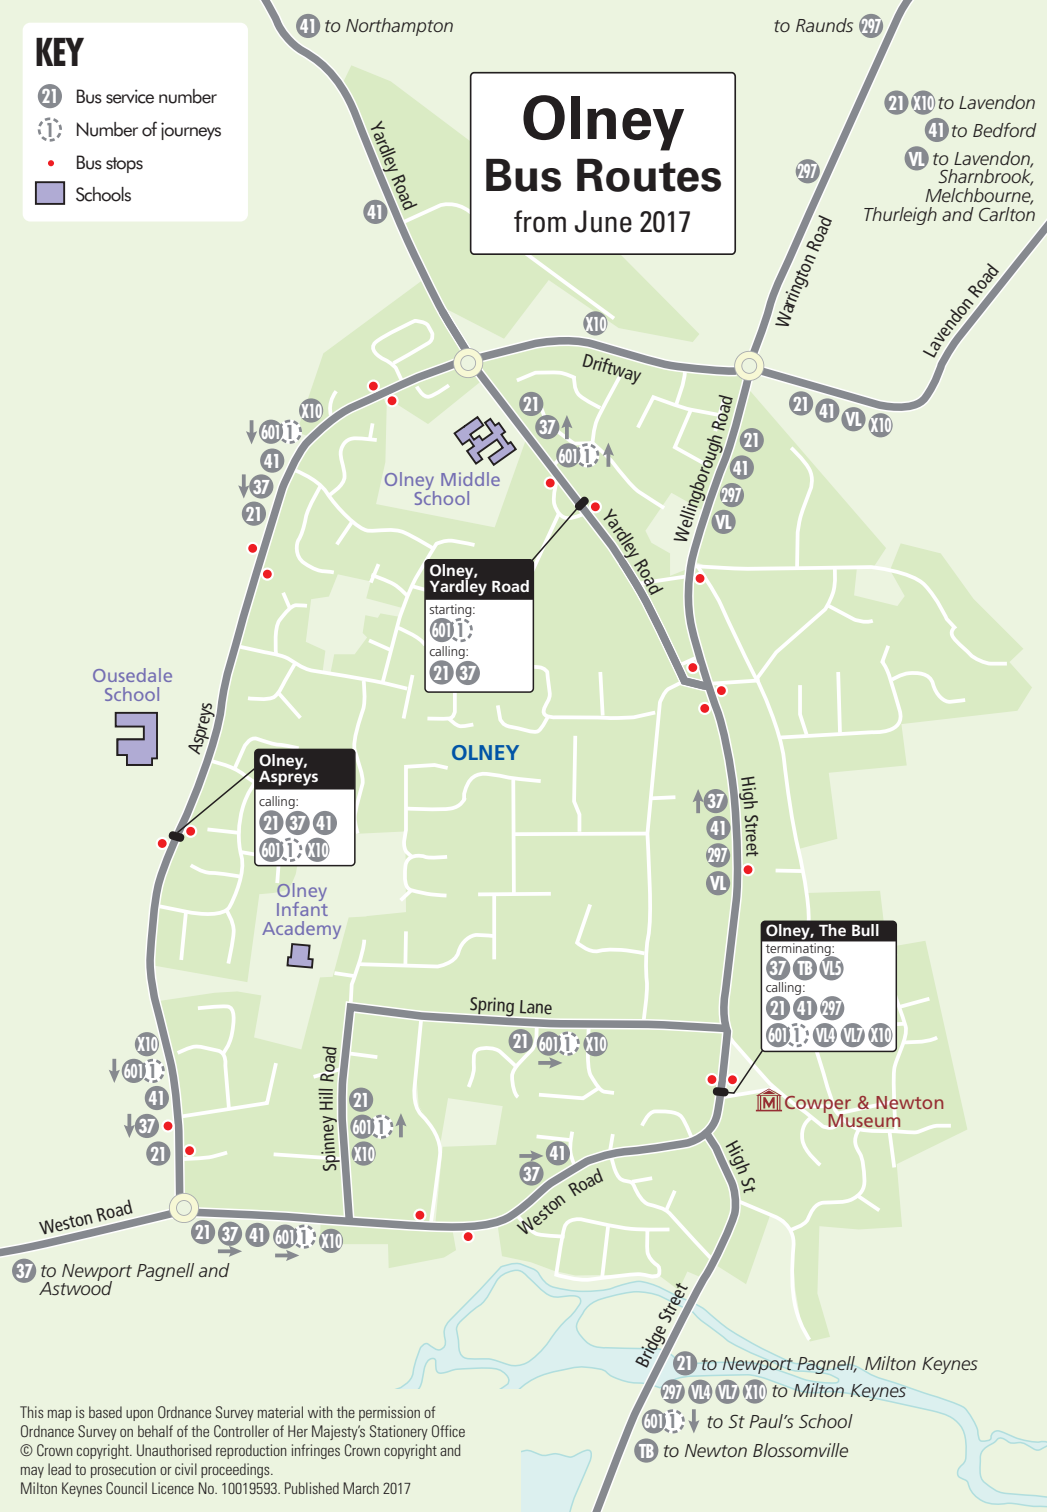 KEY
21 Bus service number
1 Number of journeys
Bus stops
Schools
41 to Northampton
to Raunds 297
Olney
Bus Routes
from June 2017
21 X10 to Lavendon
41 to Bedford
VL to Lavendon,
Sharnbrook,
Melchbourne,
Thurleigh and Carlton
297
Yardley Road
41
Warrington Road
Lavendon Road
X10
Driftway
21 41 VL X10
X10
601 1
41
37
21
21
37
601 1
Wellingborough Road
21
41
297
VL
Olney Middle
School
Yardley Road
Olney,
Yardley Road
starting:
601 1
calling:
21 37
Ousedale
School
Aspreys
OLNEY
Olney,
Aspreys
calling:
21 37 41
601 1 X10
High Street
37
41
297
VL
Olney
Infant
Academy
Olney, The Bull
terminating:
37 TB VL5
calling:
21 41 297
601 1 VL4 VL7 X10
Spring Lane
21 601 1 X10
X10
601 1
41
37
21
Spinney Hill Road
21
601 1
X10
M Cowper & Newton
Museum
41
37
High St
Weston Road
Weston Road
21 37 41 601 1 X10
37 to Newport Pagnell and
Astwood
Bridge Street
21 to Newport Pagnell, Milton Keynes
297 VL4 VL7 X10 to Milton Keynes
601 1 to St Paul's School
TB to Newton Blossomville
This map is based upon Ordnance Survey material with the permission of
Ordnance Survey on behalf of the Controller of Her Majesty's Stationery Office
© Crown copyright. Unauthorised reproduction infringes Crown copyright and
may lead to prosecution or civil proceedings.
Milton Keynes Council Licence No. 10019593. Published March 2017